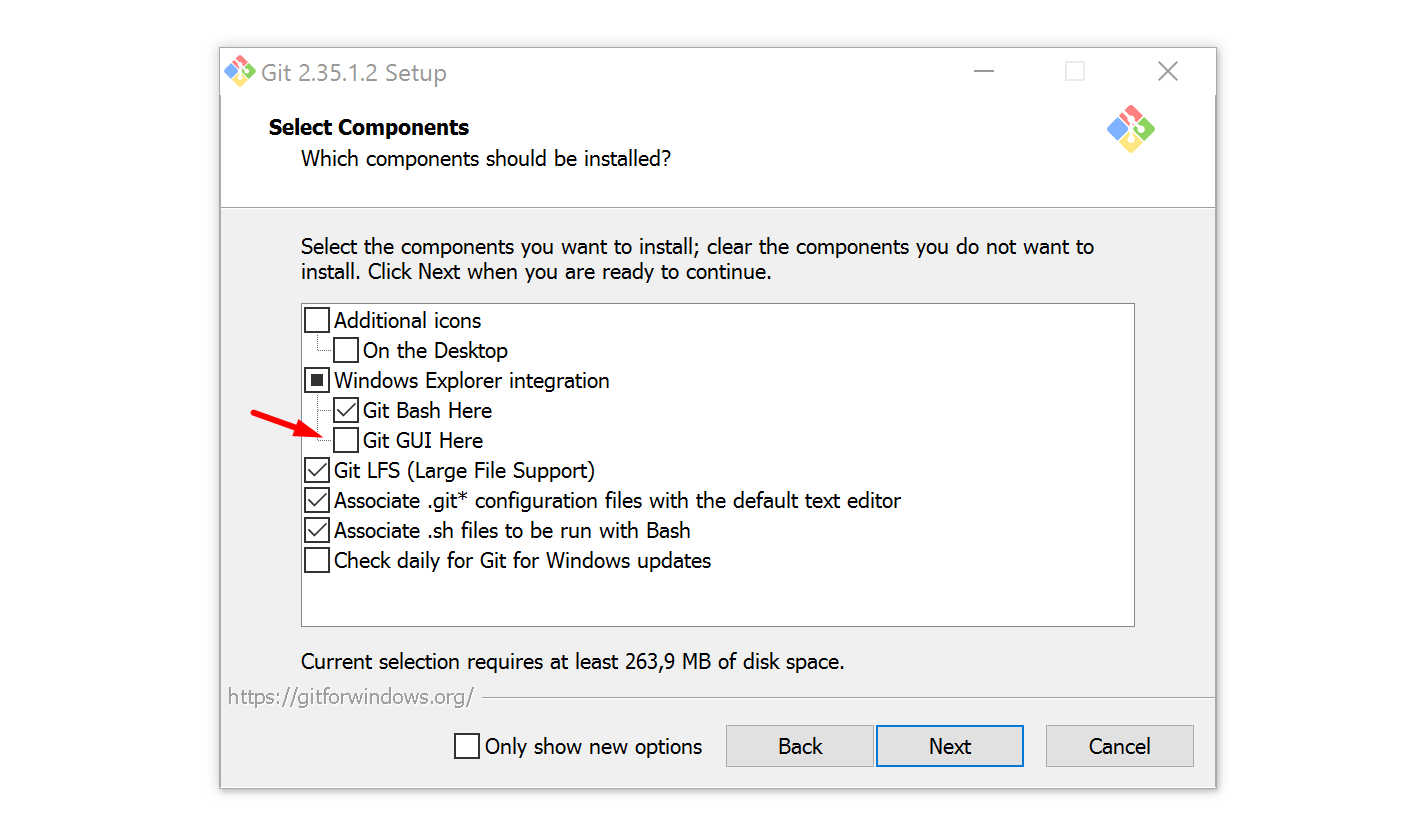 Git 2.35.1.2 Setup
Select Components
Which components should be installed?
Select the components you want to install; clear the components you do not want to
install. Click Next when you are ready to continue.
Additional icons
On the Desktop
Windows Explorer integration
Git Bash Here
Git GUI Here
Git LFS (Large File Support)
Associate .git* configuration files with the default text editor
Associate .sh files to be run with Bash
Check daily for Git for Windows updates
Current selection requires at least 263,9 MB of disk space.
https://gitforwindows.org/
Only show new options Back Next Cancel